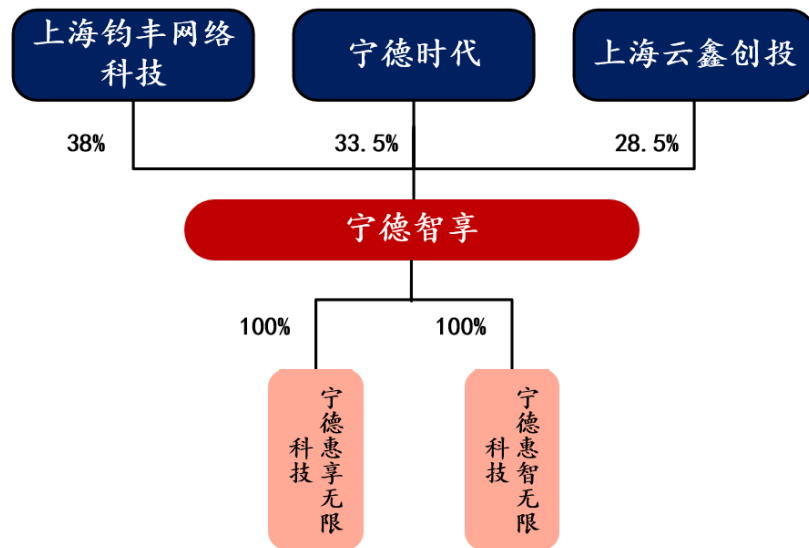 上海钧丰网络
科技
宁德时代
上海云鑫创投
38%
33.5%
28.5%
宁德智享
100%
100%
宁德惠享无限
科技
宁德惠智无限
科技